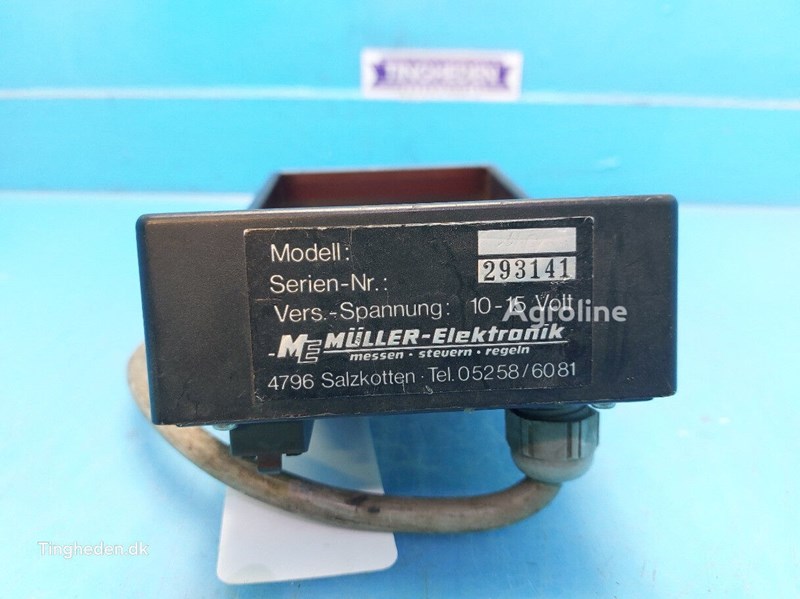 TINGHEDEN
Modell:
Serien-Nr.: 293141
Vers.-Spannung: 10-15 Volt
Agroline
-ME MÜLLER-Elektronik
messen · steuern · regeln
4796 Salzkotten · Tel. 05258/6081
Tingheden.dk